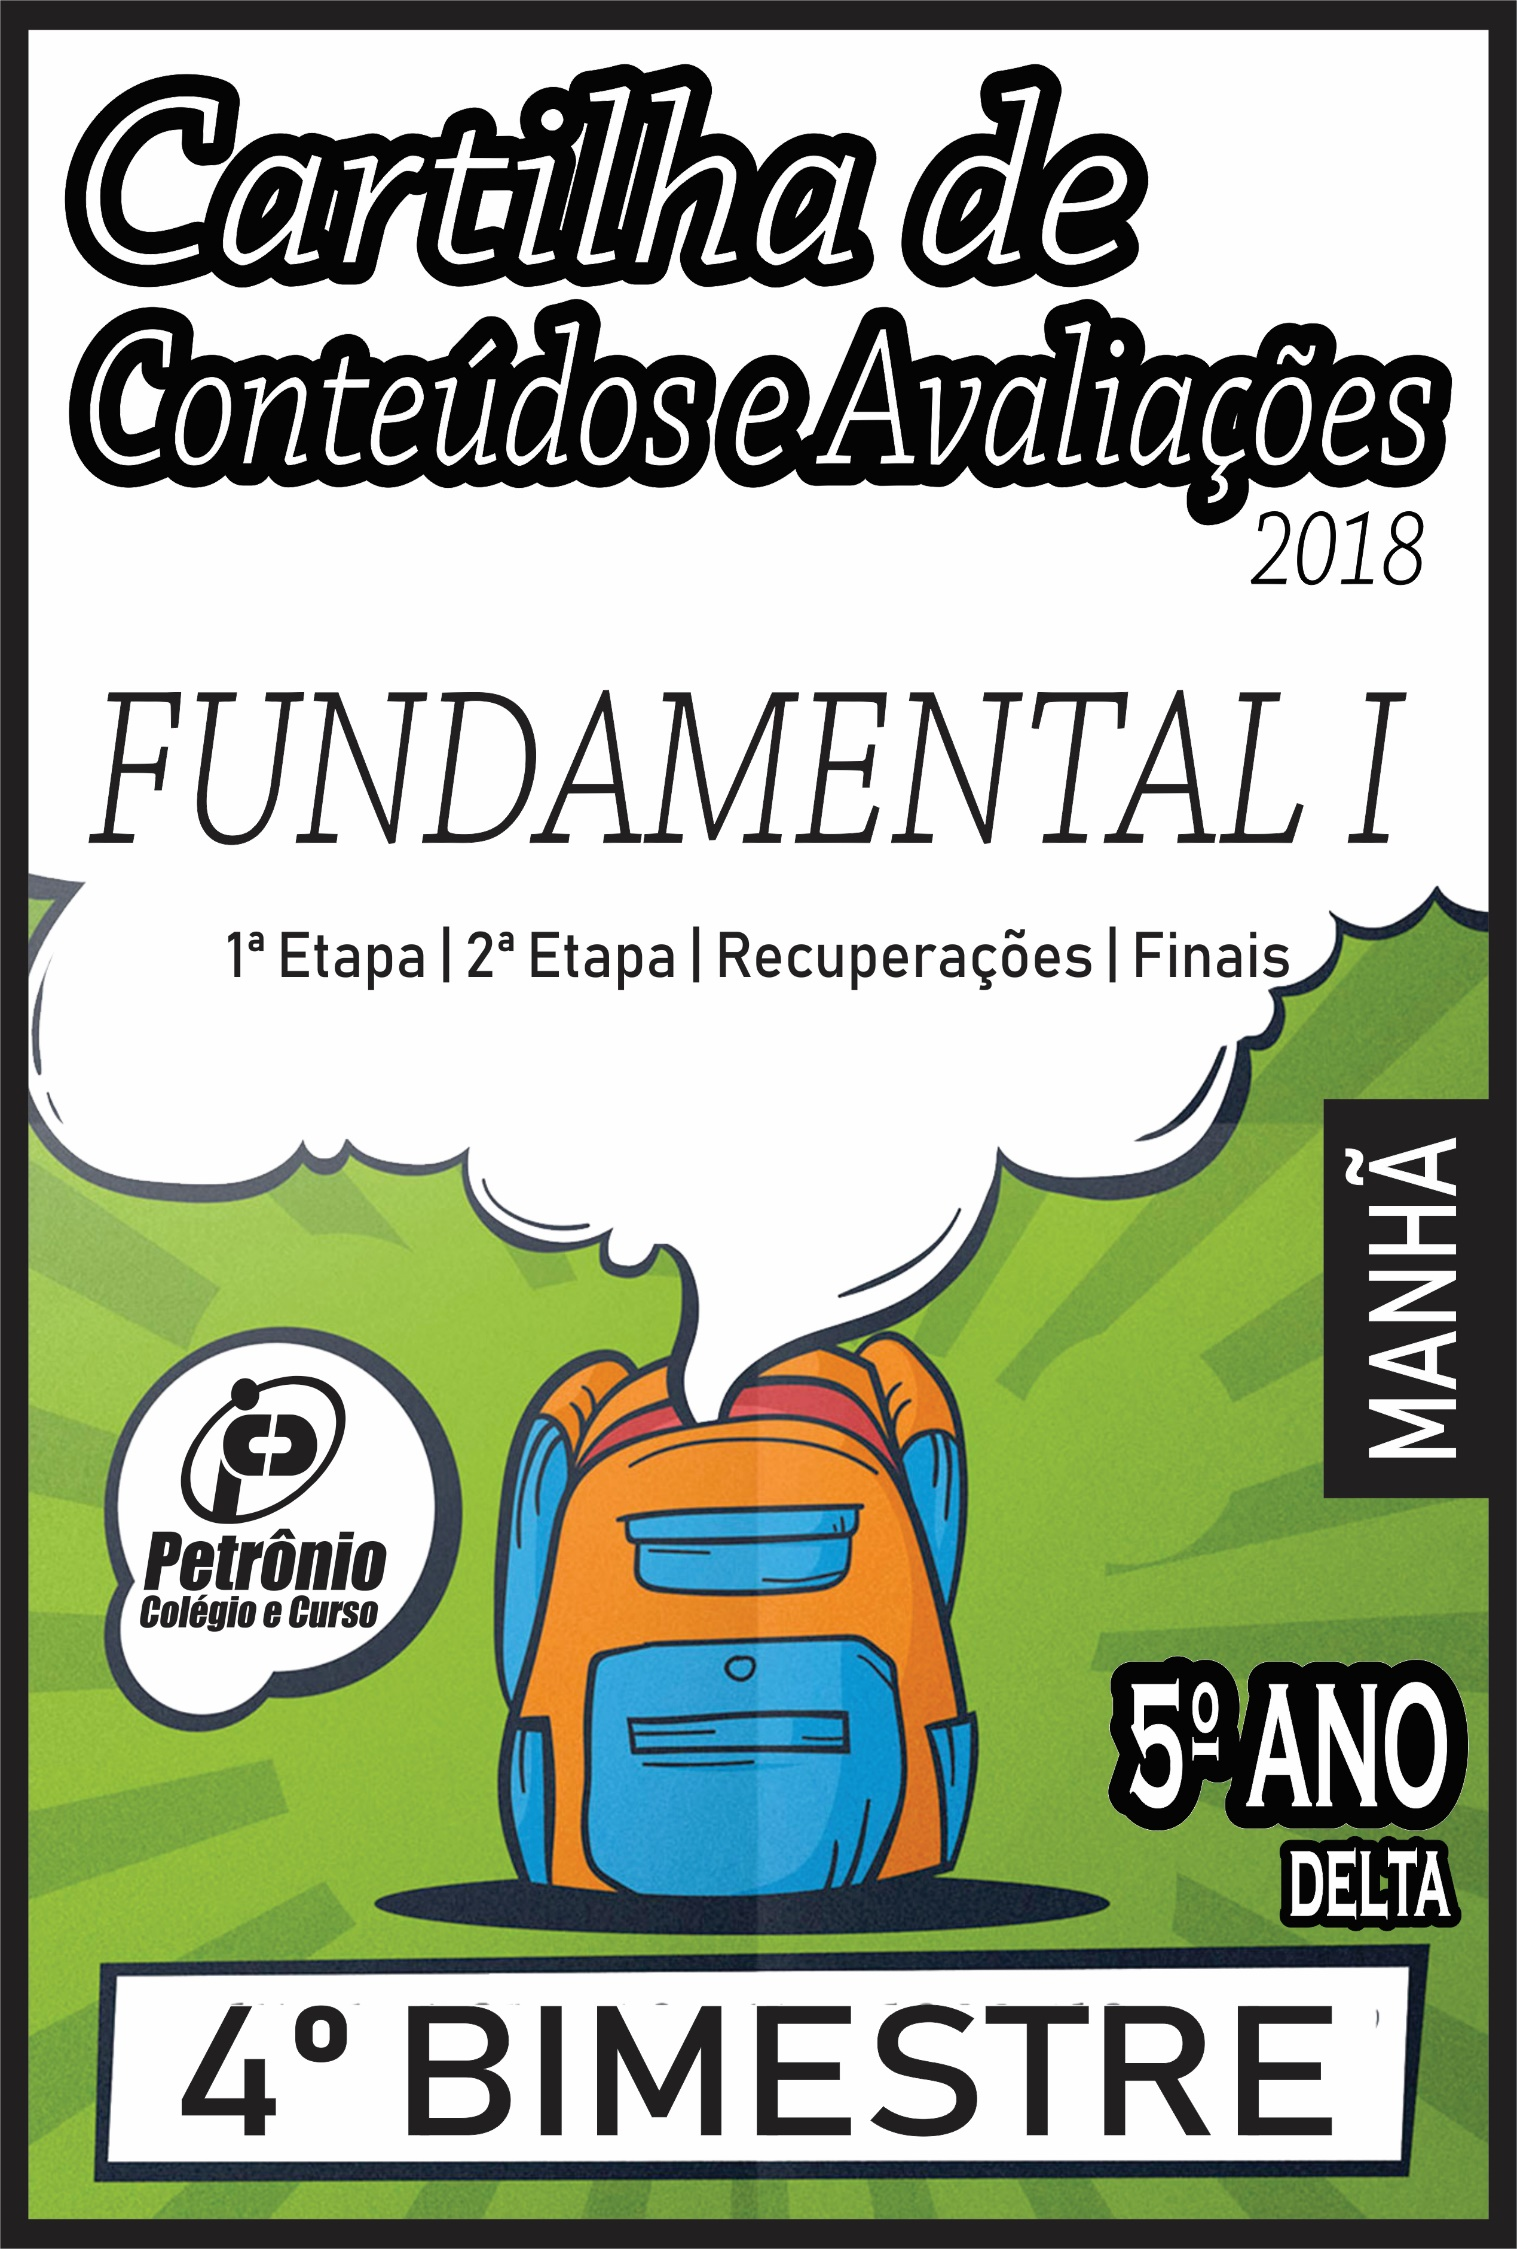 Cartilha de
Conteúdos e Avaliações
2018
FUNDAMENTAL I
1ª Etapa | 2ª Etapa | Recuperações | Finais
MANHÃ
Petrônio
Colégio e Curso
5º ANO
DELTA
4º BIMESTRE